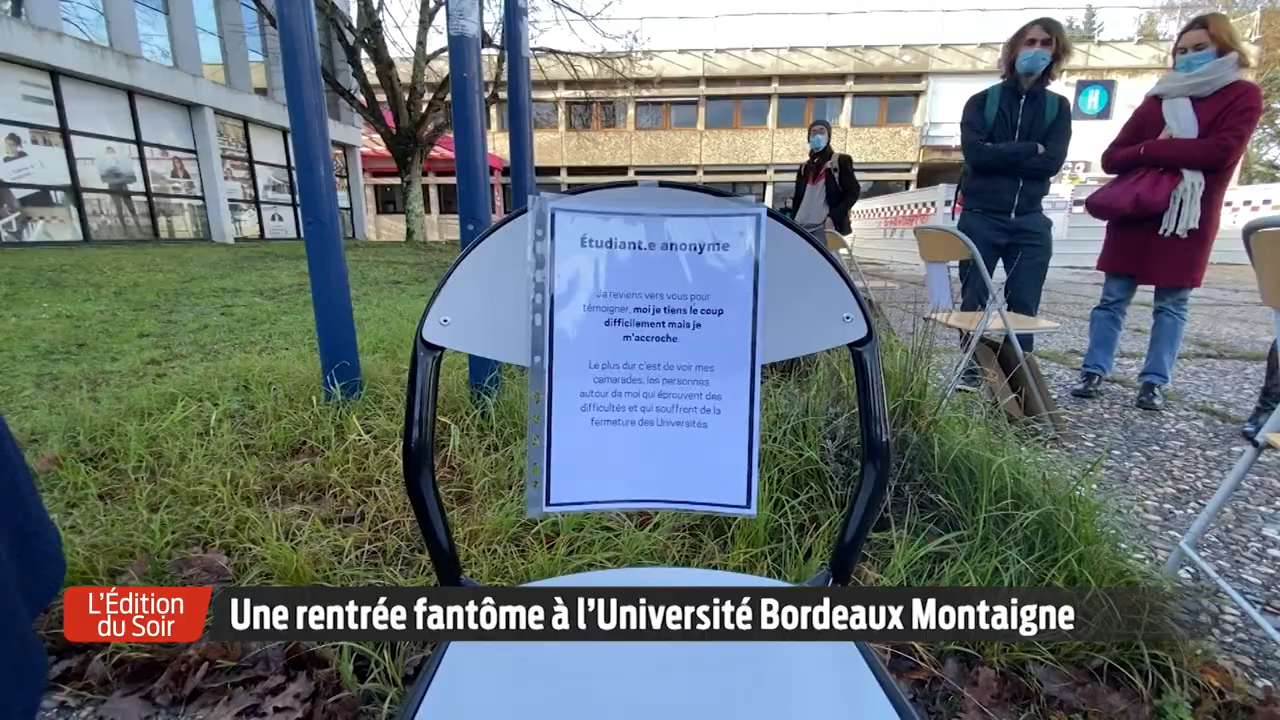 Étudiant.e anonyme
Je reviens vers vous pour
témoigner, moi je tiens le coup
difficilement mais je
m'accroche.
Le plus dur c'est de voir mes
camarades, les personnes
autour de moi qui éprouvent des
difficultés et qui souffrent de la
fermeture des Universités.
H
L'Édition
du Soir
Une rentrée fantôme à l'Université Bordeaux Montaigne